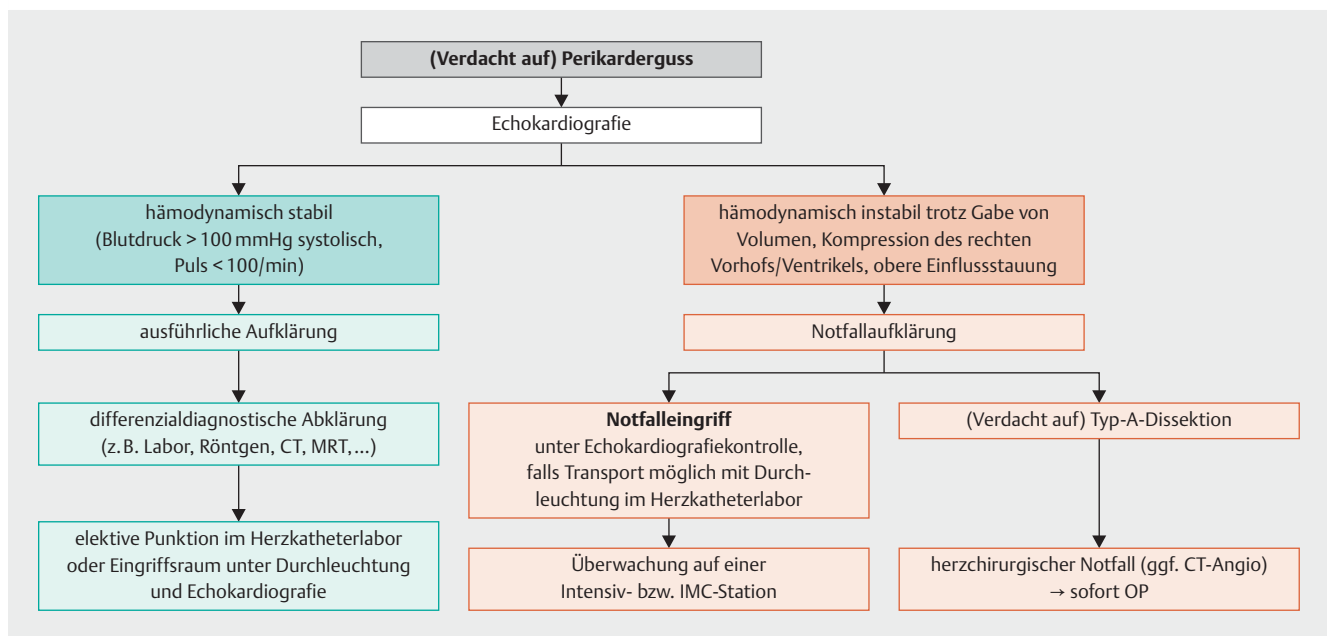 (Verdacht auf) Perikarderguss
Echokardiografie
hämodynamisch stabil
(Blutdruck > 100 mmHg systolisch,
Puls < 100/min)
ausführliche Aufklärung
differenzialdiagnostische Abklärung
(z. B. Labor, Röntgen, CT, MRT, ...)
elektive Punktion im Herzkatheterlabor
oder Eingriffsraum unter Durchleuchtung
und Echokardiografie
hämodynamisch instabil trotz Gabe von
Volumen, Kompression des rechten
Vorhofs/Ventrikels, obere Einflussstauung
Notfallaufklärung
Notfalleingriff
unter Echokardiografiekontrolle,
falls Transport möglich mit Durch-
leuchtung im Herzkatheterlabor
Überwachung auf einer
Intensiv- bzw. IMC-Station
(Verdacht auf) Typ-A-Dissektion
herzchirurgischer Notfall (ggf. CT-Angio)
→ sofort OP